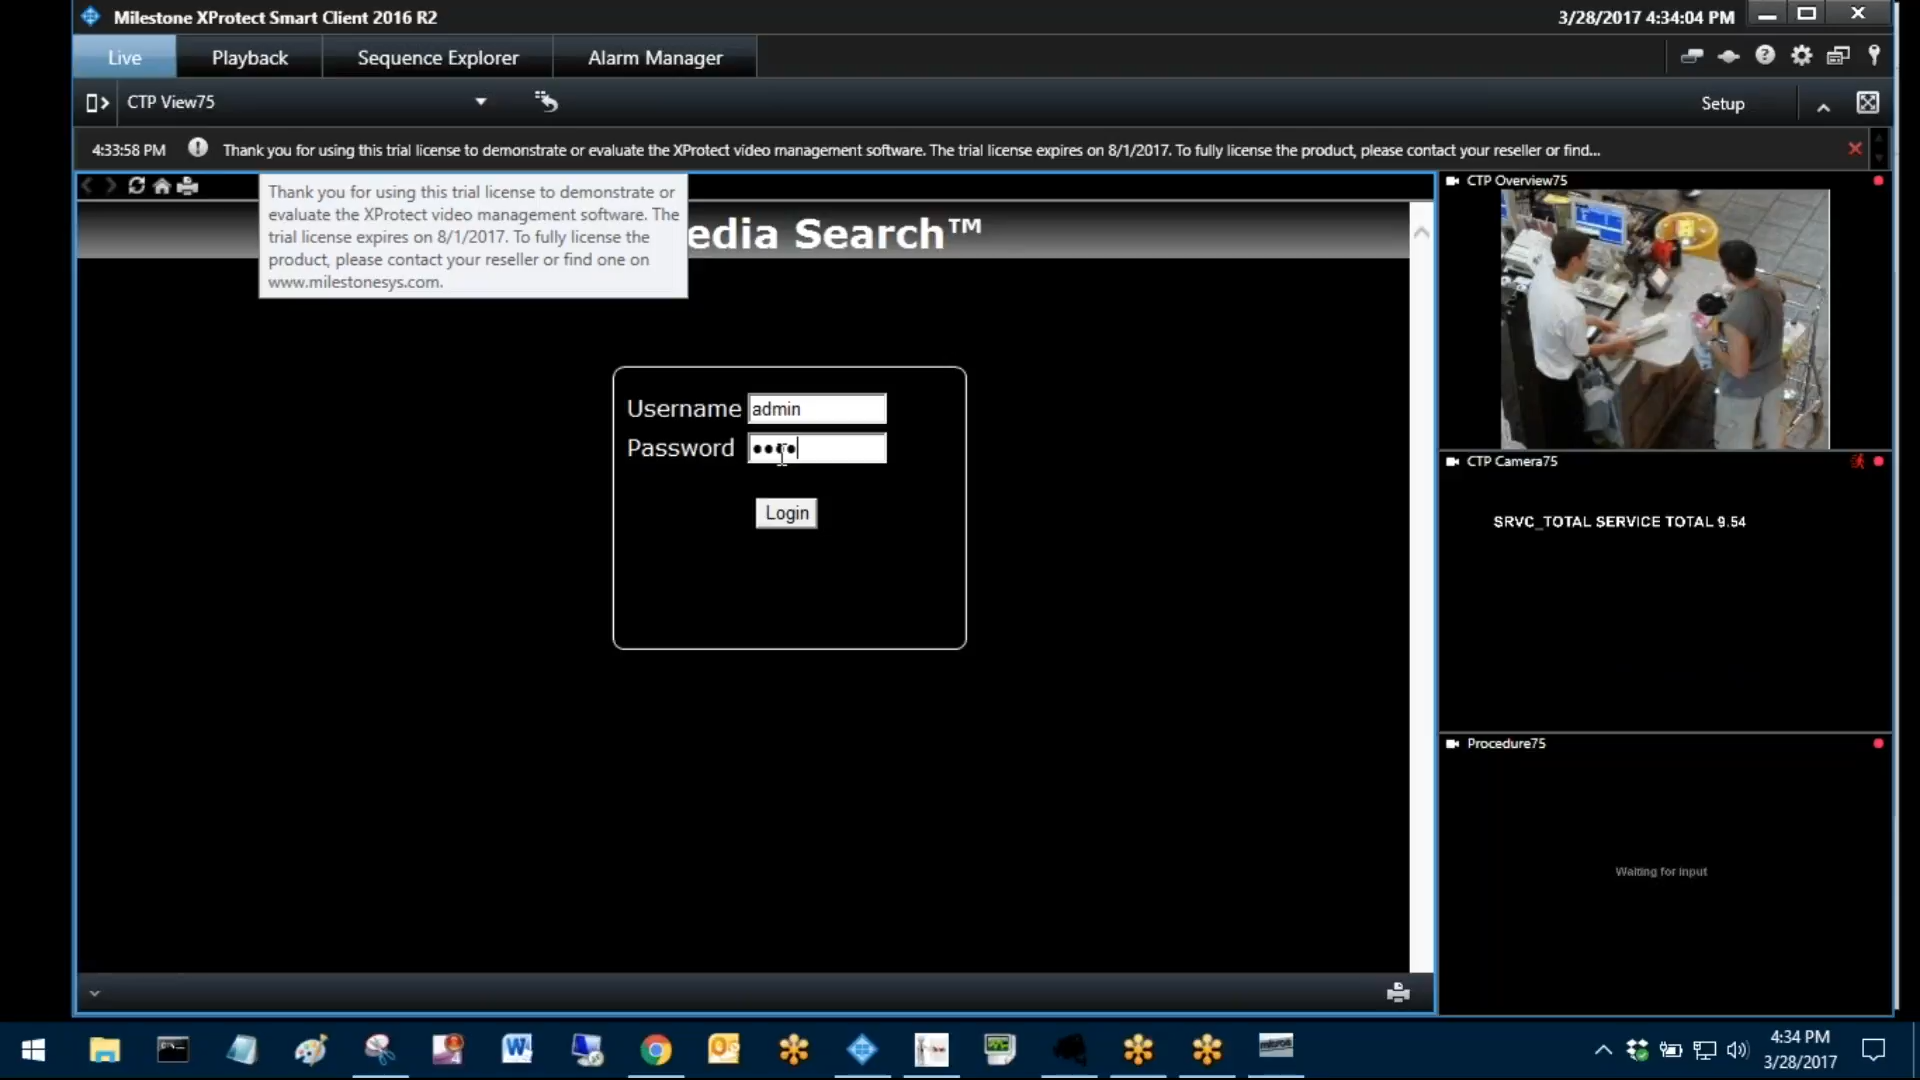 Milestone XProtect Smart Client 2016 R2
3/28/2017 4:34:04 PM
Live
Playback
Sequence Explorer
Alarm Manager
CTP View75
Setup
4:33:58 PM
Thank you for using this trial license to demonstrate or evaluate the XProtect video management software. The trial license expires on 8/1/2017. To fully license the product, please contact your reseller or find...
Thank you for using this trial license to demonstrate or
evaluate the XProtect video management software. The
trial license expires on 8/1/2017. To fully license the
product, please contact your reseller or find one on
www.milestonesys.com.
edia Search™
Username
admin
Password
Login
CTP Overview75
CTP Camera75
SRVC_TOTAL SERVICE TOTAL 9.54
Procedure75
Waiting for input
4:34 PM
3/28/2017